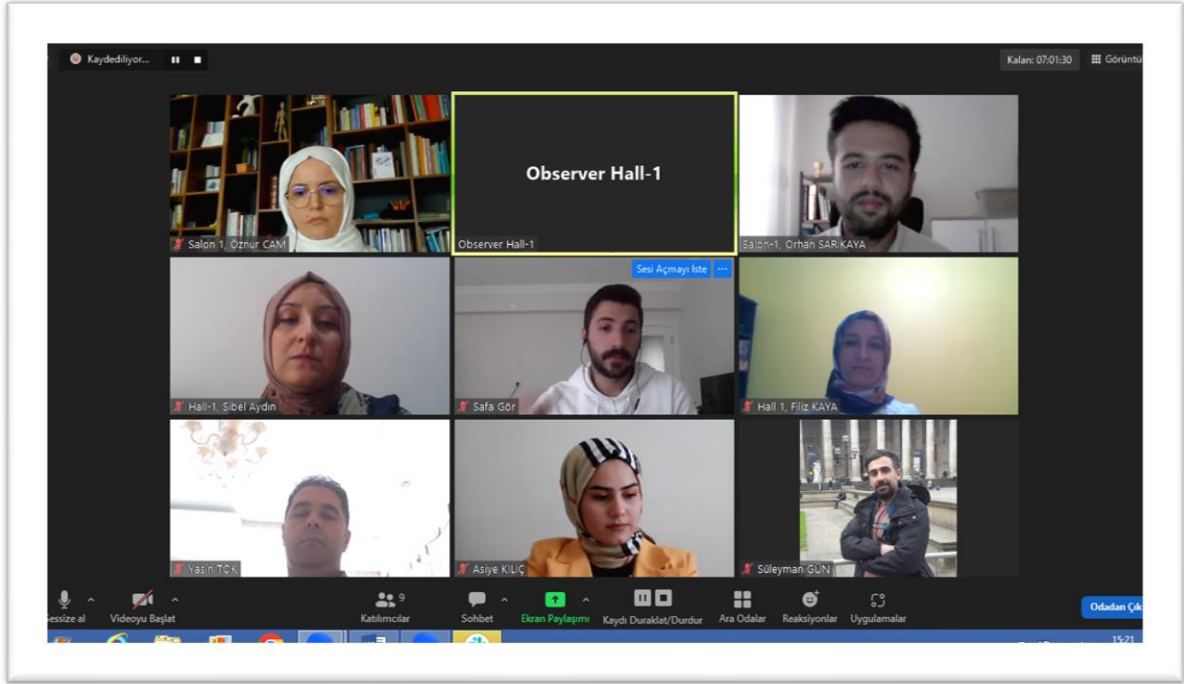 Kaydediliyor...
Kalan: 07:01:30
Görüntü
Salon 1, Öznur CAM
Observer Hall-1
Observer Hall-1
Salon-1, Orhan SARIKAYA
Hall-1, Sibel Aydın
Sesi Açmayı İste ...
Safa Gör
Hall 1, Filiz KAYA
Yasin TOK
Asiye KILIÇ
Süleyman GÜN
9
Sessize al
Videoyu Başlat
Katılımcılar
Sohbet
Ekran Paylaşımı
Kaydı Duraklat/Durdur
Ara Odalar
Reaksiyonlar
Uygulamalar
Odadan Çık
15:21